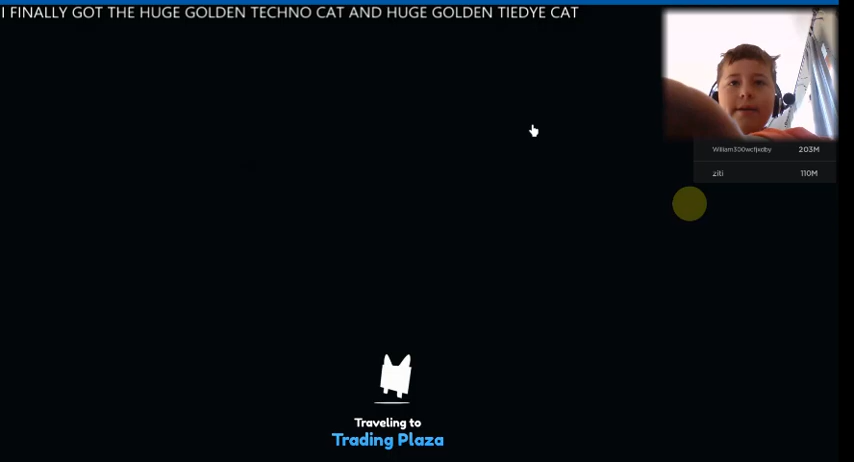 I FINALLY GOT THE HUGE GOLDEN TECHNO CAT AND HUGE GOLDEN TIEDYE CAT
203M
ziti 110M
Traveling to
Trading Plaza